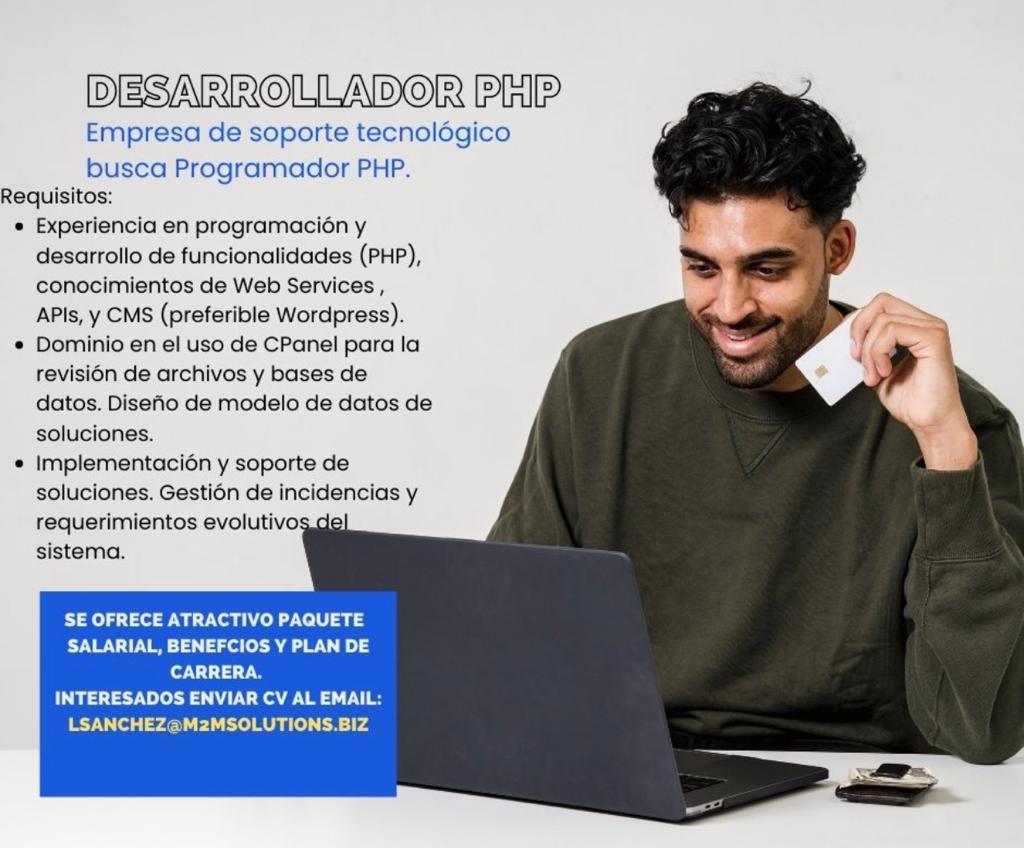 DESARROLLADOR PHP
Empresa de soporte tecnológico
busca Programador PHP.
Requisitos:
• Experiencia en programación y
desarrollo de funcionalidades (PHP),
conocimientos de Web Services ,
APIs, y CMS (preferible Wordpress).
• Dominio en el uso de CPanel para la
revisión de archivos y bases de
datos. Diseño de modelo de datos de
soluciones.
• Implementación y soporte de
soluciones. Gestión de incidencias y
requerimientos evolutivos del
sistema.
SE OFRECE ATRACTIVO PAQUETE
SALARIAL, BENEFCIOS Y PLAN DE
CARRERA.
INTERESADOS ENVIAR CV AL EMAIL:
LSANCHEZ@M2MSOLUTIONS.BIZ